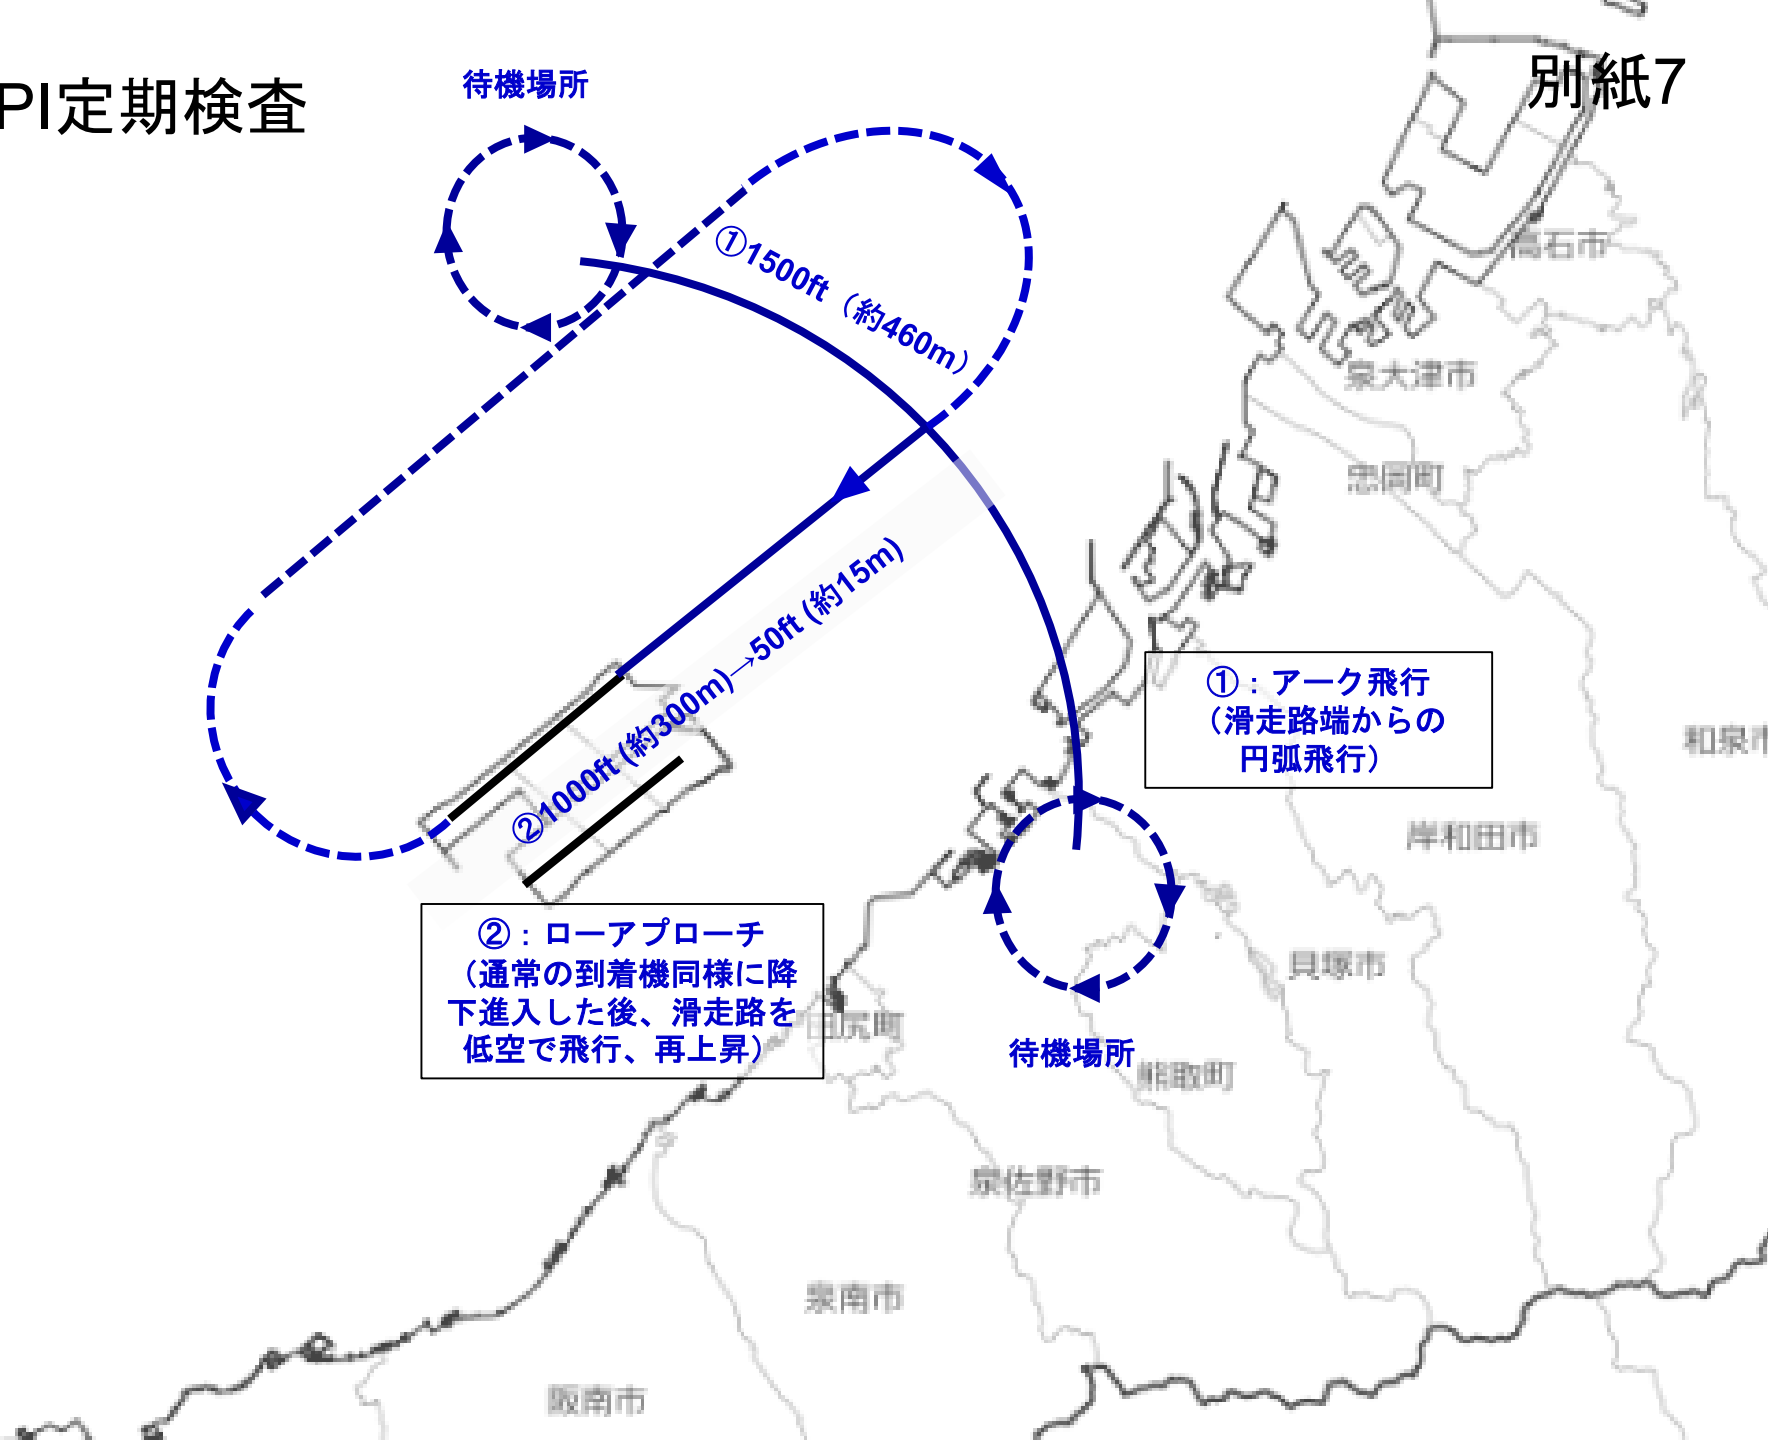 PI定期検査
別紙7
待機場所
①1500ft（約460m）
②1000ft (約300m)→50ft (約15m)
①：アーク飛行
（滑走路端からの
円弧飛行）
②：ローアプローチ
（通常の到着機同様に降
下進入した後、滑走路を
低空で飛行、再上昇）
待機場所
高石市
泉大津市
忠岡町
和泉市
岸和田市
貝塚市
田尻町
熊取町
泉佐野市
泉南市
阪南市